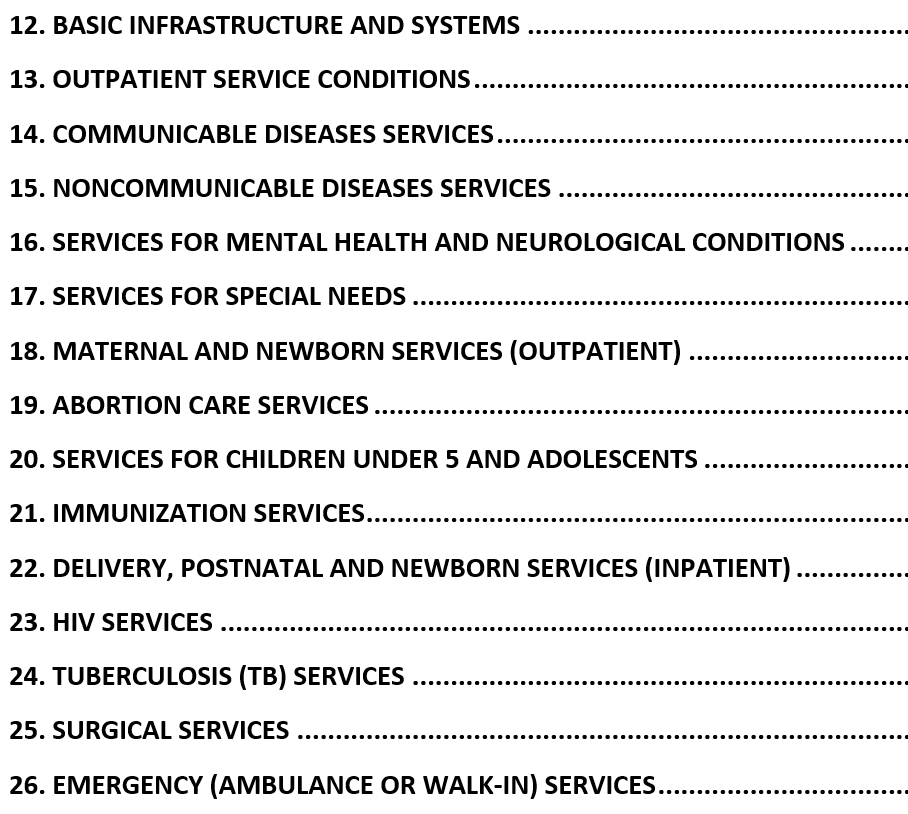 12. BASIC INFRASTRUCTURE AND SYSTEMS ..................................................
13. OUTPATIENT SERVICE CONDITIONS.........................................................
14. COMMUNICABLE DISEASES SERVICES......................................................
15. NONCOMMUNICABLE DISEASES SERVICES ..............................................
16. SERVICES FOR MENTAL HEALTH AND NEUROLOGICAL CONDITIONS ........
17. SERVICES FOR SPECIAL NEEDS .................................................................
18. MATERNAL AND NEWBORN SERVICES (OUTPATIENT) .............................
19. ABORTION CARE SERVICES ......................................................................
20. SERVICES FOR CHILDREN UNDER 5 AND ADOLESCENTS ...........................
21. IMMUNIZATION SERVICES.......................................................................
22. DELIVERY, POSTNATAL AND NEWBORN SERVICES (INPATIENT) ...............
23. HIV SERVICES ..........................................................................................
24. TUBERCULOSIS (TB) SERVICES .................................................................
25. SURGICAL SERVICES ................................................................................
26. EMERGENCY (AMBULANCE OR WALK-IN) SERVICES.................................